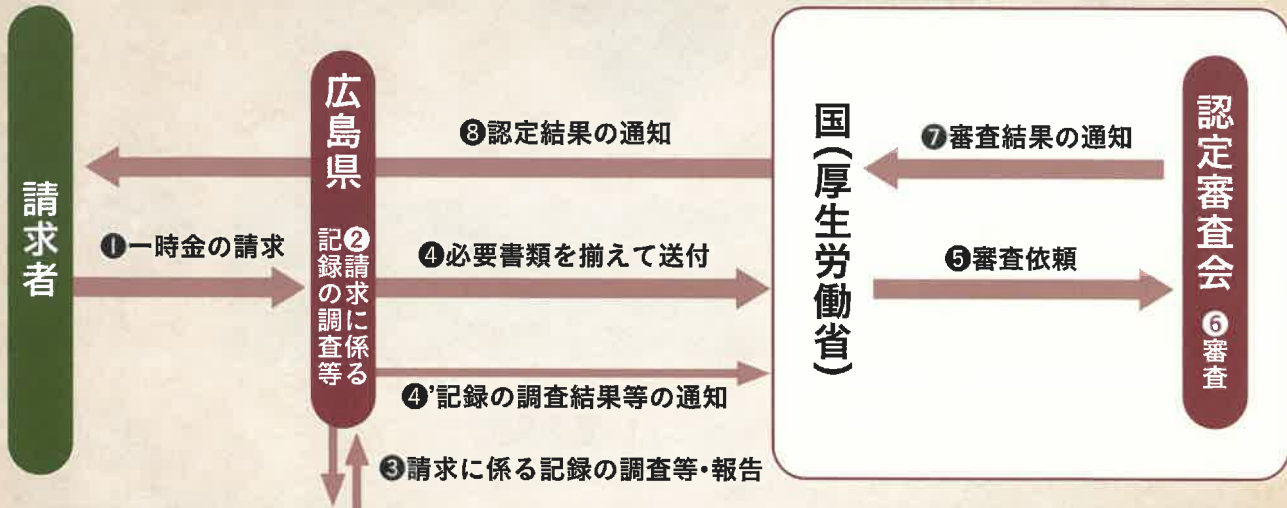 請求者
❶一時金の請求
広島県
❷請求に係る
記録の調査等
❽認定結果の通知
❹必要書類を揃えて送付
❹'記録の調査結果等の通知
❸請求に係る記録の調査等・報告
国(厚生労働省)
❼審査結果の通知
❺審査依頼
認定審査会
❻審査